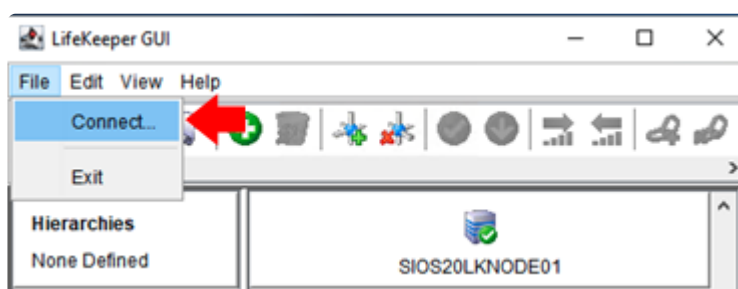 LifeKeeper GUI
File Edit View Help
Connect...
Exit
Hierarchies
None Defined
SIOS20LKNODE01